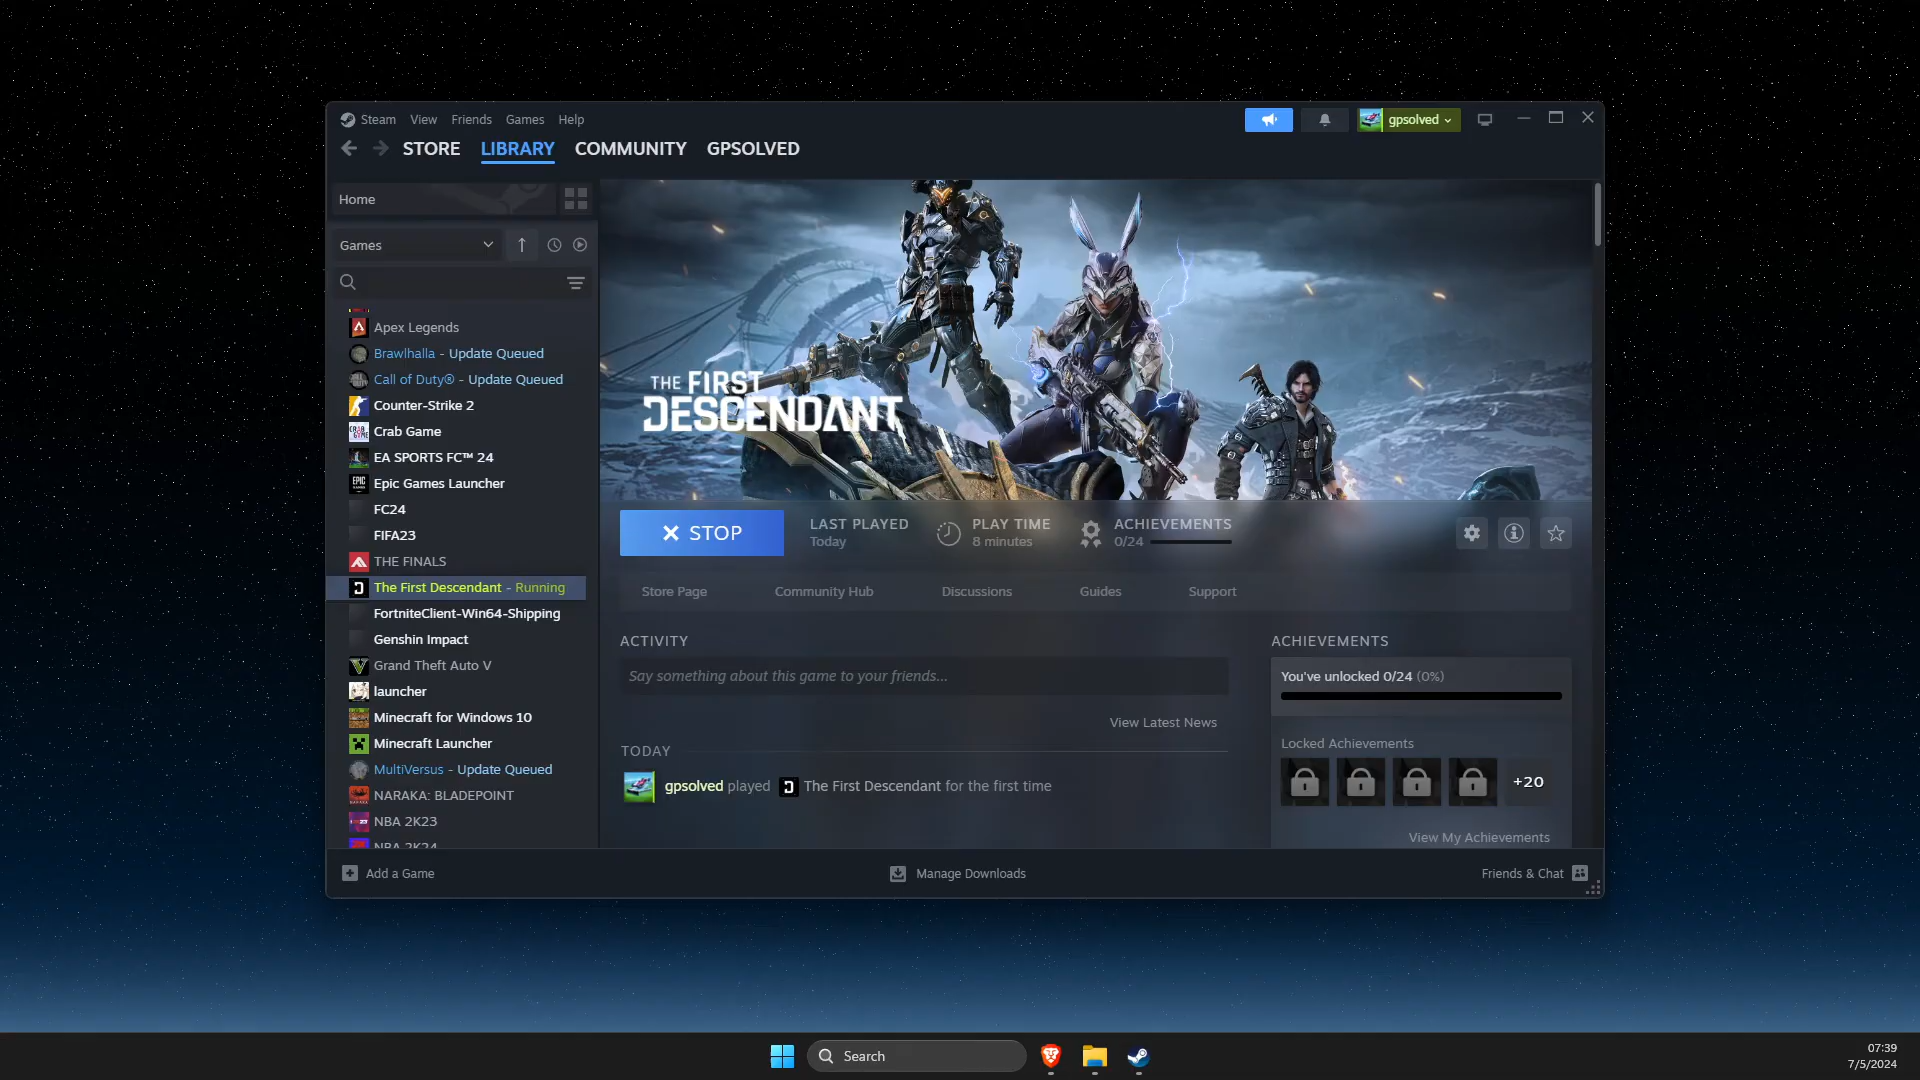 Steam View Friends Games Help
gpsolved
STORE LIBRARY COMMUNITY GPSOLVED
Home
Games
Apex Legends
Brawlhalla - Update Queued
Call of Duty® - Update Queued
Counter-Strike 2
Crab Game
EA SPORTS FC™ 24
Epic Games Launcher
FC24
FIFA23
THE FINALS
The First Descendant - Running
FortniteClient-Win64-Shipping
Genshin Impact
Grand Theft Auto V
launcher
Minecraft for Windows 10
Minecraft Launcher
MultiVersus - Update Queued
NARAKA: BLADEPOINT
NBA 2K23
NBA 2K24
THE FIRST
DESCENDANT
STOP
LAST PLAYED
Today
PLAY TIME
8 minutes
ACHIEVEMENTS
0/24
Store Page Community Hub Discussions Guides Support
ACTIVITY
Say something about this game to your friends...
View Latest News
TODAY
gpsolved played The First Descendant for the first time
ACHIEVEMENTS
You've unlocked 0/24 (0%)
Locked Achievements
+20
View My Achievements
Add a Game
Manage Downloads
Friends & Chat
Search
07:39
7/5/2024